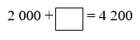 2 000 + □ = 4 200